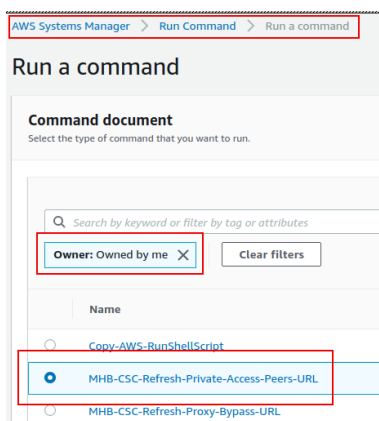 AWS Systems Manager > Run Command > Run a command
Run a command
Command document
Select the type of command that you want to run.
Search by keyword or filter by tag or attributes
Owner: Owned by me X Clear filters
Name
Copy-AWS-RunShellScript
MHB-CSC-Refresh-Private-Access-Peers-URL
MHB-CSC-Refresh-Proxy-Bypass-URL